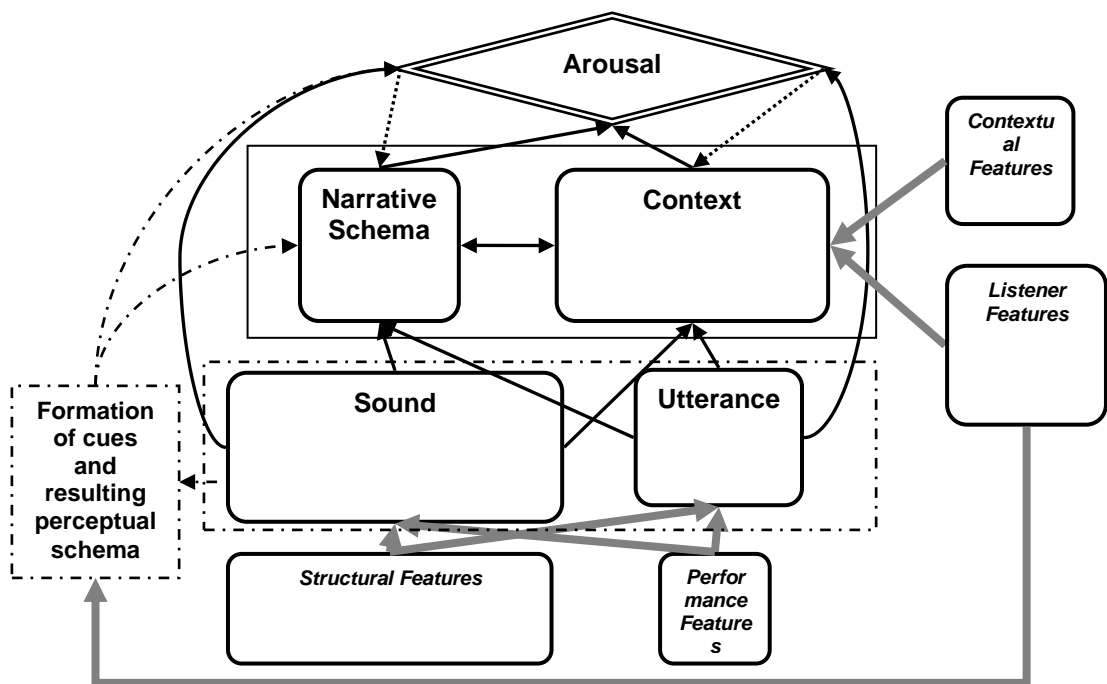 Arousal
Contextu
al
Features
Narrative
Schema
Context
Listener
Features
Sound
Utterance
Formation
of cues
and
resulting
perceptual
schema
Structural Features
Perfor
mance
Feature
s